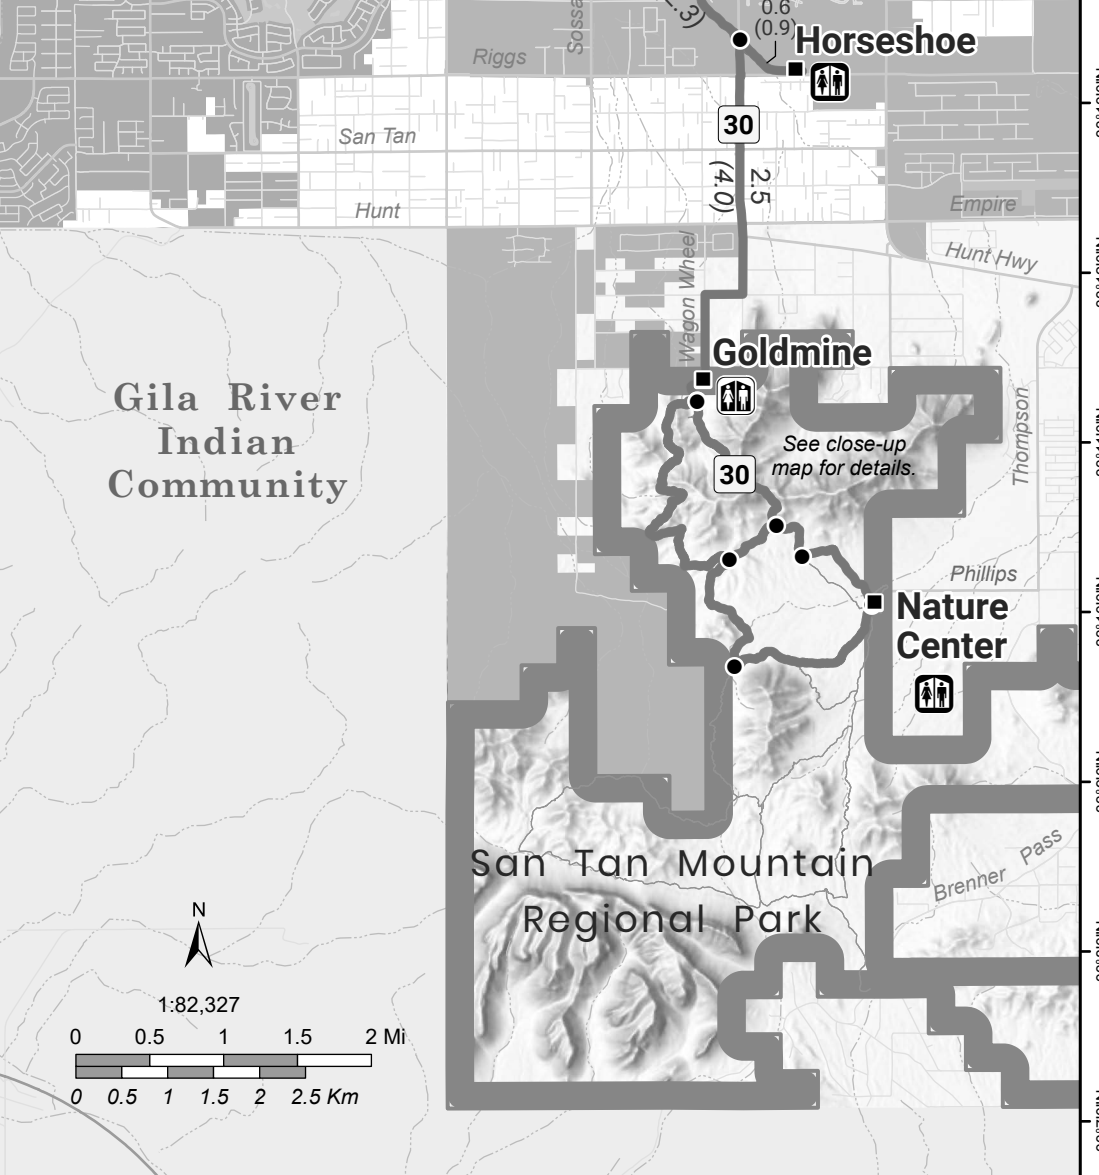 0.6
(0.9)
Horseshoe
Riggs
30
San Tan
2.5
(4.0)
Hunt
Empire
Hunt Hwy
Wagon Wheel
Goldmine
Gila River
Indian
Community
Thompson
See close-up
map for details.
30
Phillips
Nature
Center
San Tan Mountain
Regional Park
Brenner Pass
N
1:82,327
0 0.5 1 1.5 2 Mi
0 0.5 1 1.5 2 2.5 Km